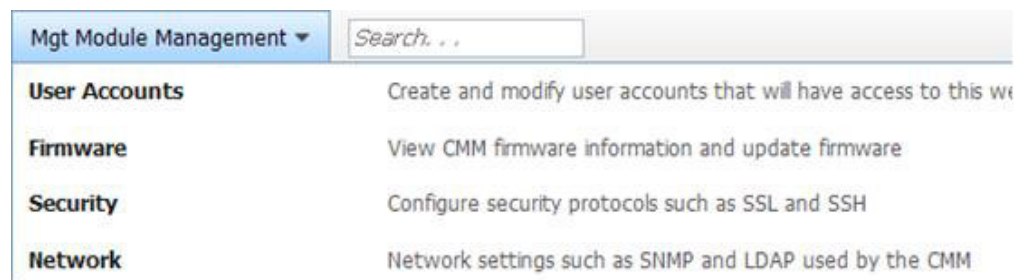 Mgt Module Management Search. . .
User Accounts Create and modify user accounts that will have access to this we
Firmware View CMM firmware information and update firmware
Security Configure security protocols such as SSL and SSH
Network Network settings such as SNMP and LDAP used by the CMM